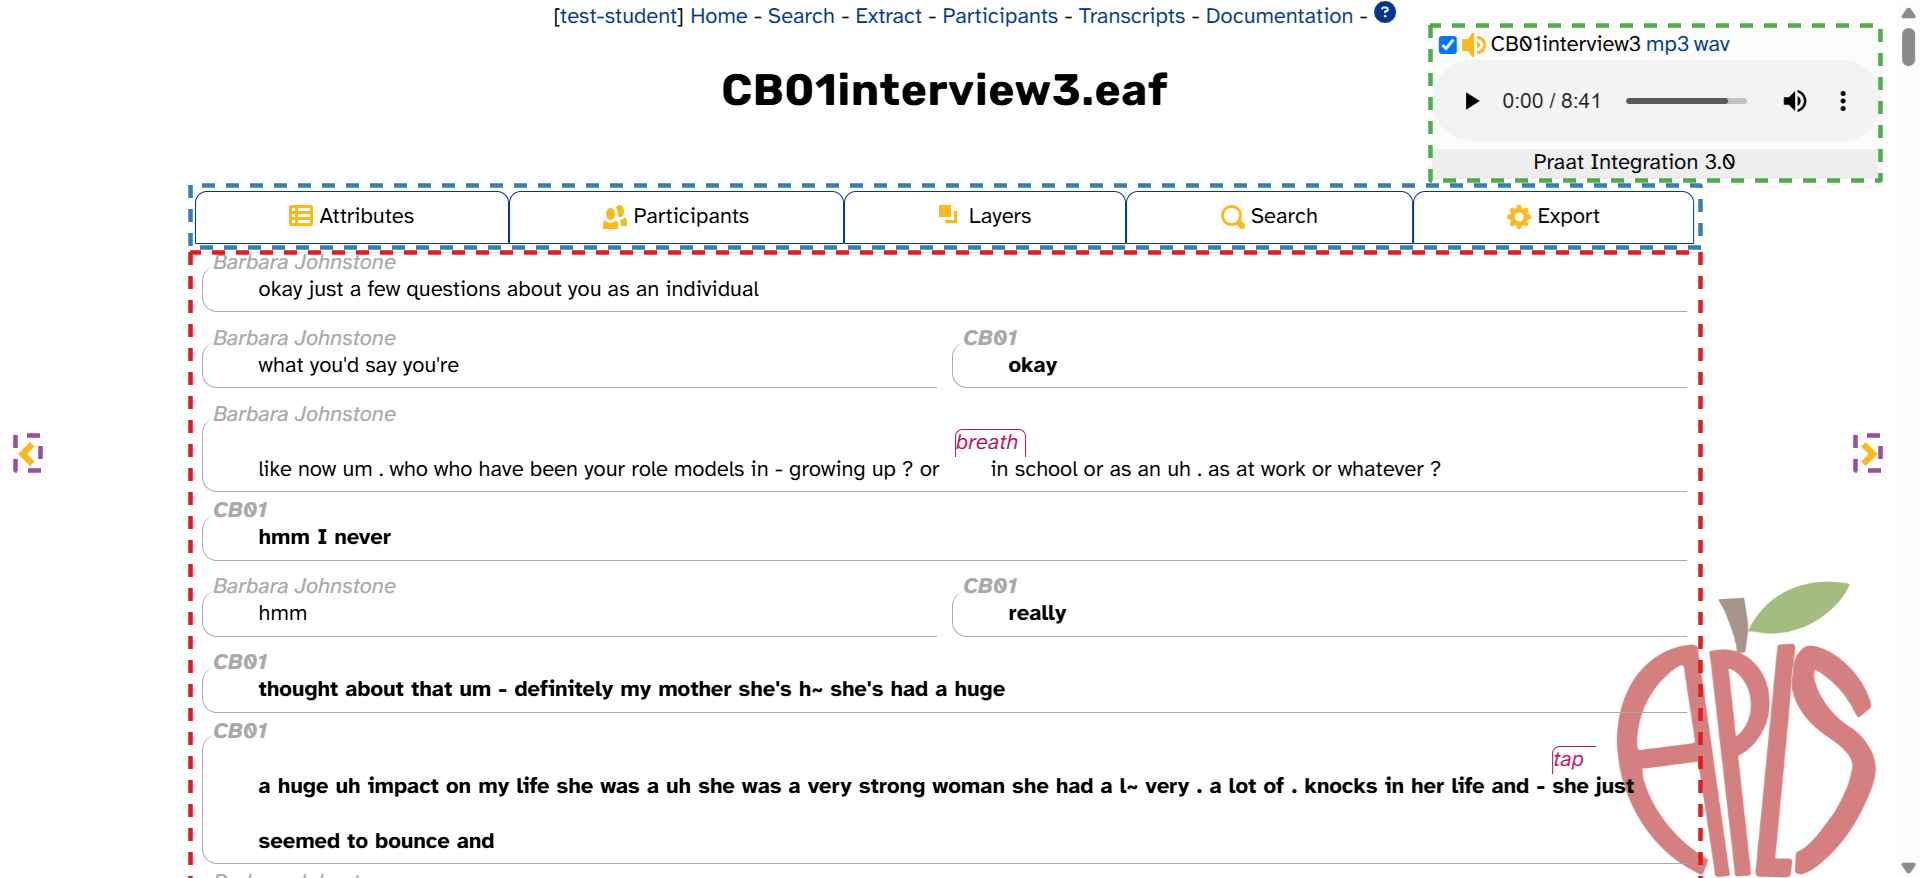 [test-student] Home - Search - Extract - Participants - Transcripts - Documentation - ?
CB01interview3 mp3 wav
CB01interview3.eaf
0:00 / 8:41
Praat Integration 3.0
Attributes Participants Layers Search Export
Barbara Johnstone
okay just a few questions about you as an individual
Barbara Johnstone CB01
what you'd say you're okay
Barbara Johnstone
breath
like now um . who who have been your role models in - growing up ? or in school or as an uh . as at work or whatever ?
CB01
hmm I never
Barbara Johnstone CB01
hmm really
CB01
thought about that um - definitely my mother she's h~ she's had a huge
CB01
tap
a huge uh impact on my life she was a uh she was a very strong woman she had a l~ very . a lot of . knocks in her life and - she just
seemed to bounce and
APLS